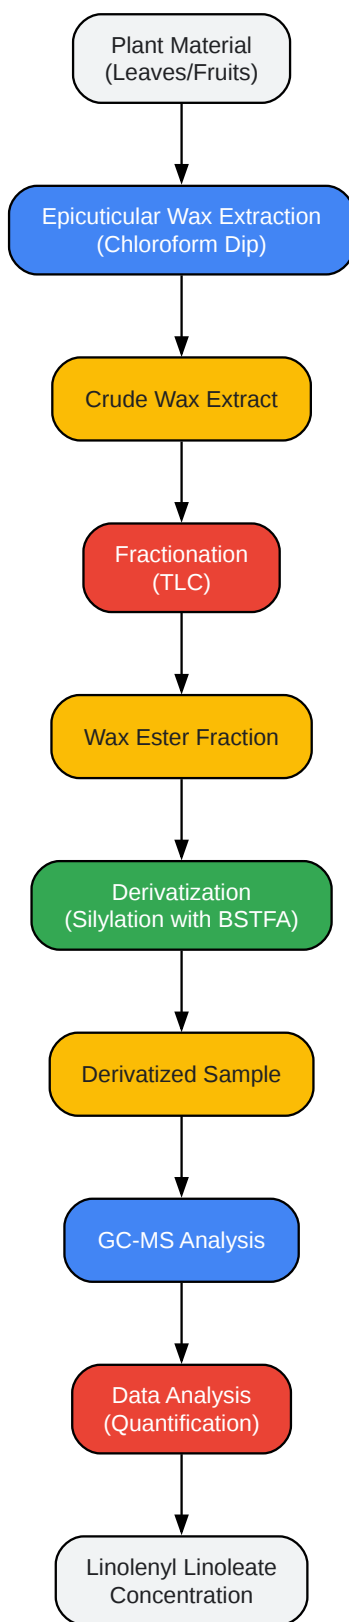 Plant Material
(Leaves/Fruits)
Epicuticular Wax Extraction
(Chloroform Dip)
Crude Wax Extract
Fractionation
(TLC)
Wax Ester Fraction
Derivatization
(Silylation with BSTFA)
Derivatized Sample
GC-MS Analysis
Data Analysis
(Quantification)
Linolenyl Linoleate
Concentration